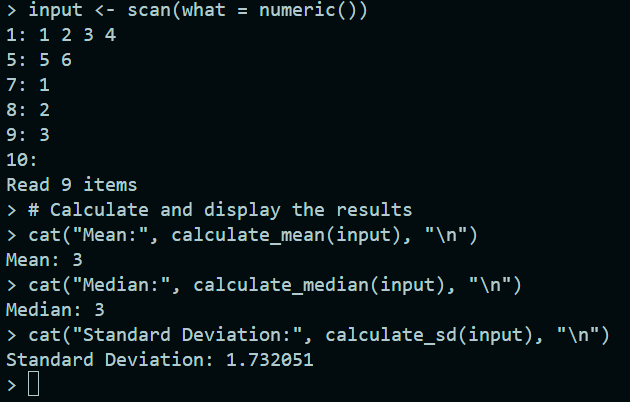 > input <- scan(what = numeric())
1: 1 2 3 4
5: 5 6
7: 1
8: 2
9: 3
10:
Read 9 items
> # Calculate and display the results
> cat("Mean:", calculate_mean(input), "\n")
Mean: 3
> cat("Median:", calculate_median(input), "\n")
Median: 3
> cat("Standard Deviation:", calculate_sd(input), "\n")
Standard Deviation: 1.732051
>